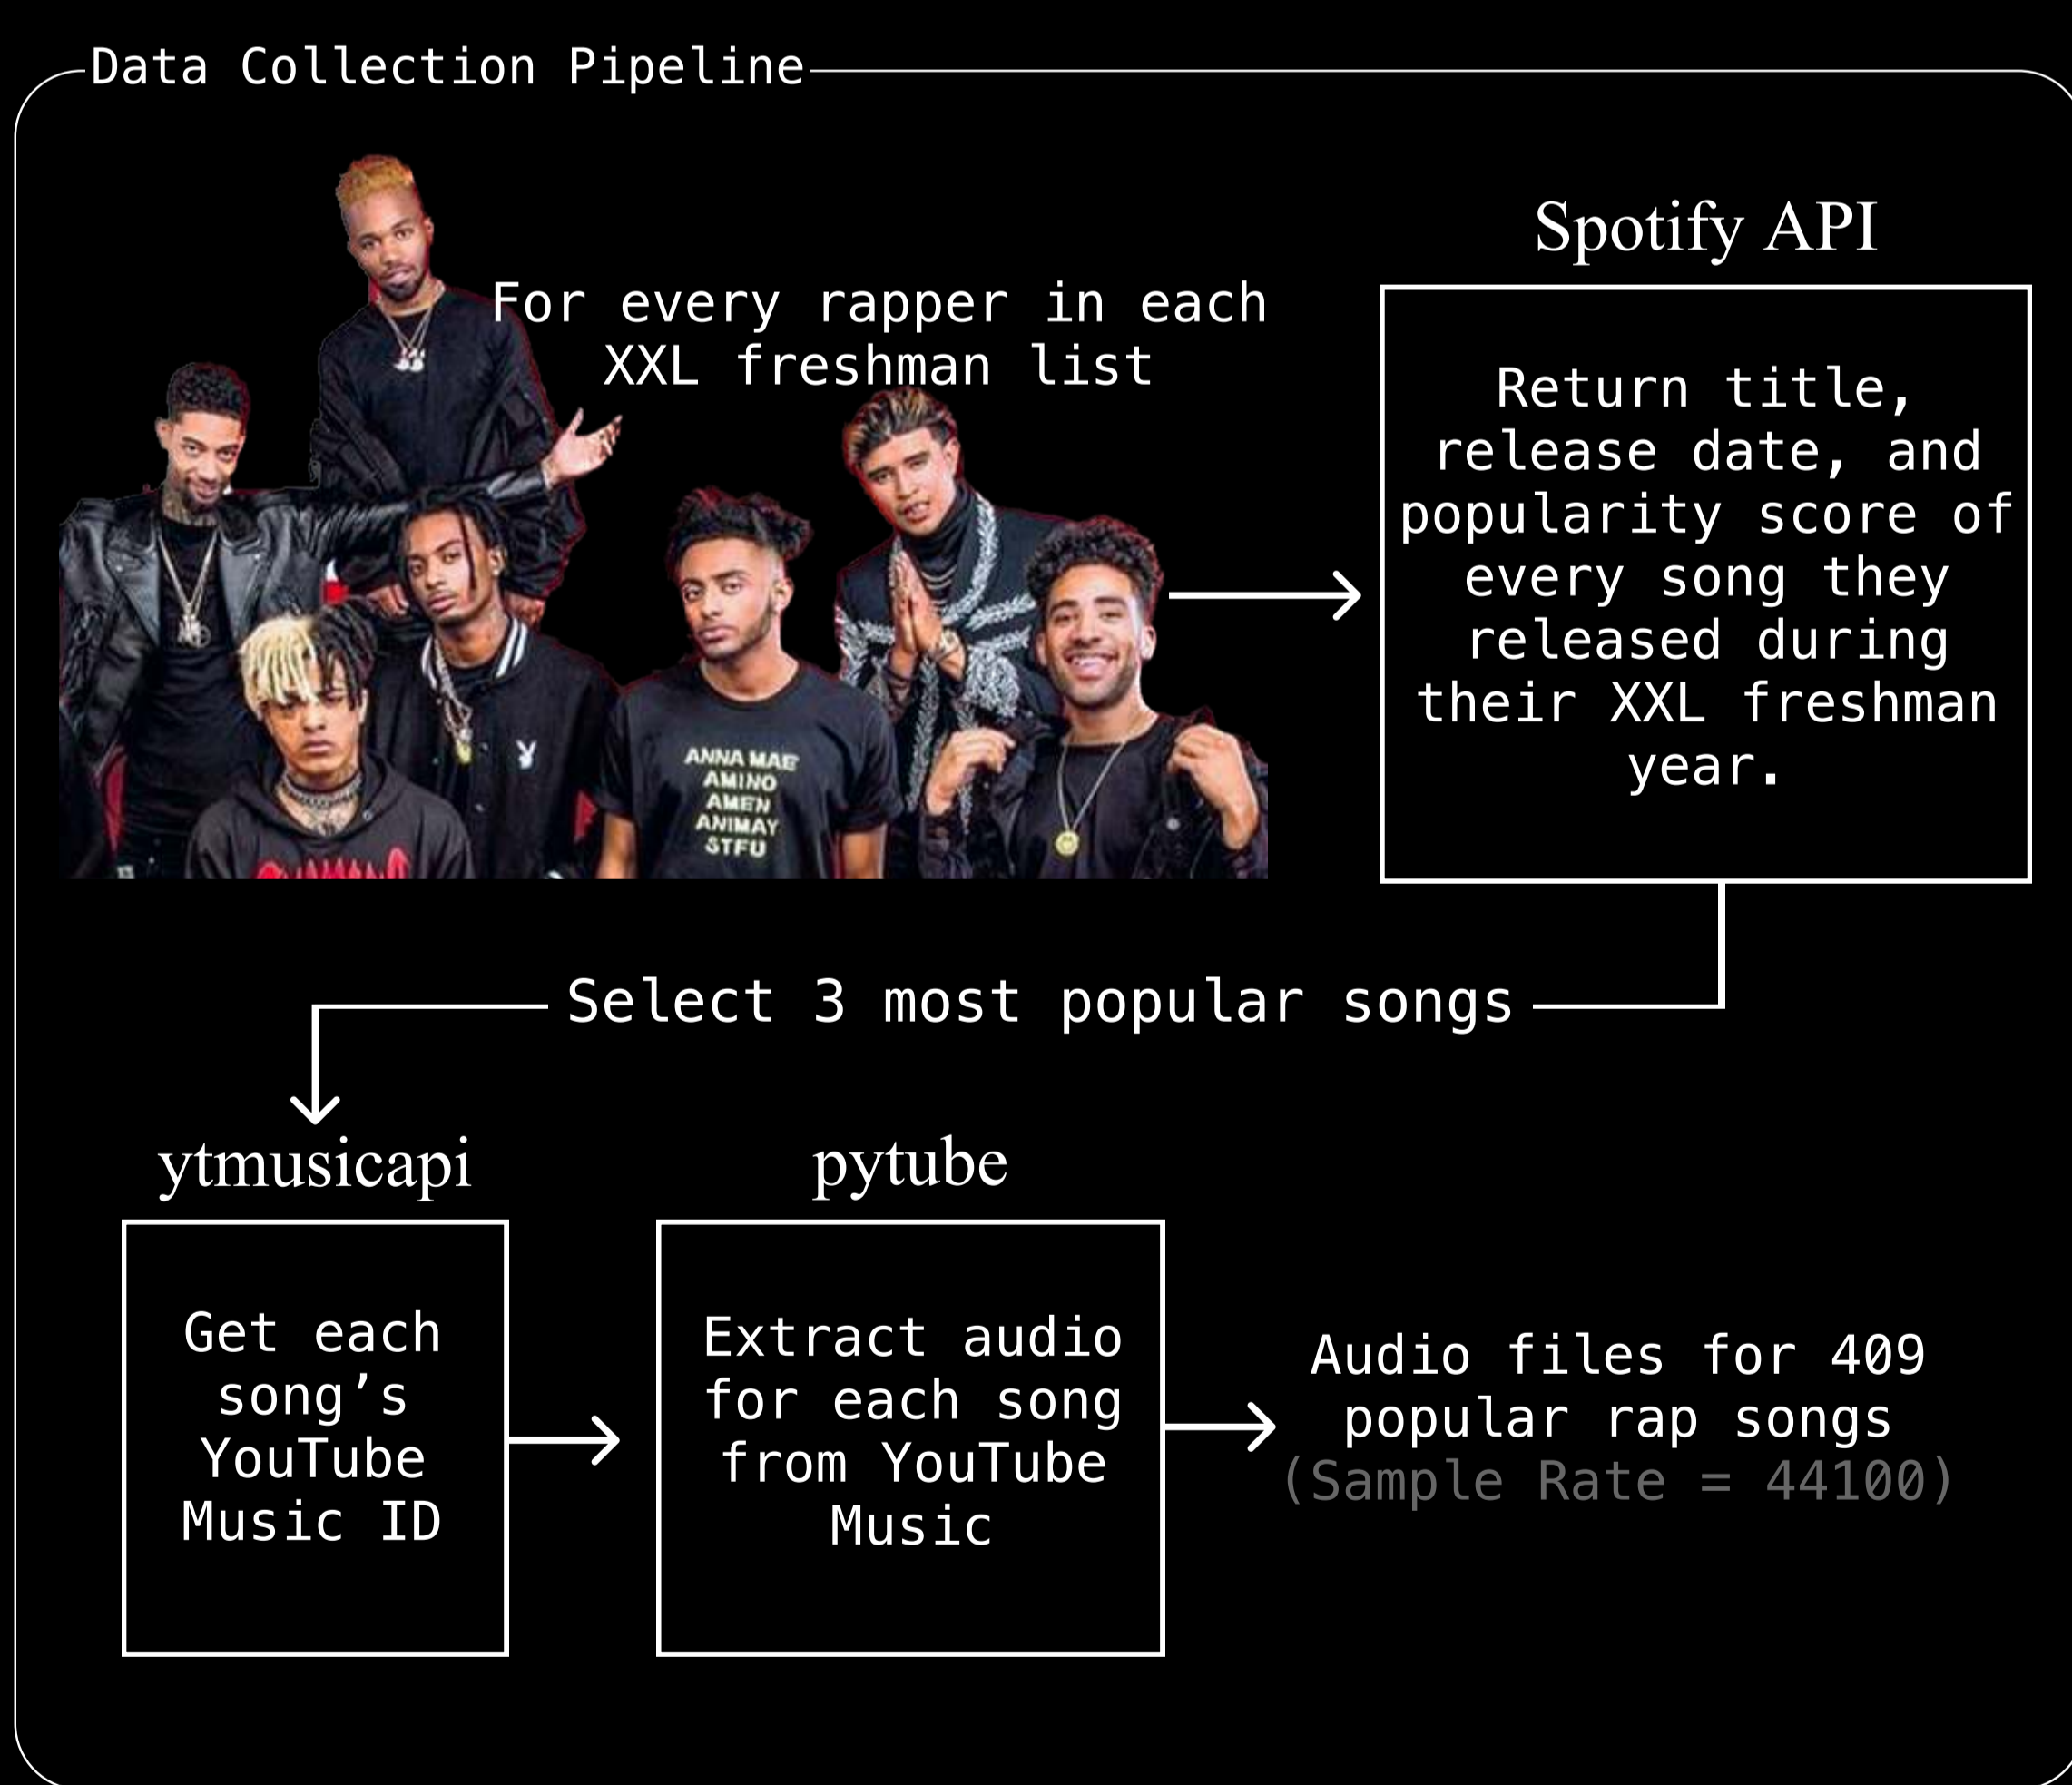 Data Collection Pipeline
For every rapper in each
XXL freshman list
ANNA MAE
AMINO
AMEN
ANIMAY
STFU
Spotify API
Return title,
release date, and
popularity score of
every song they
released during
their XXL freshman
year.
Select 3 most popular songs
ytmusicapi
Get each
song’s
YouTube
Music ID
pytube
Extract audio
for each song
from YouTube
Music
Audio files for 409
popular rap songs
(Sample Rate = 44100)